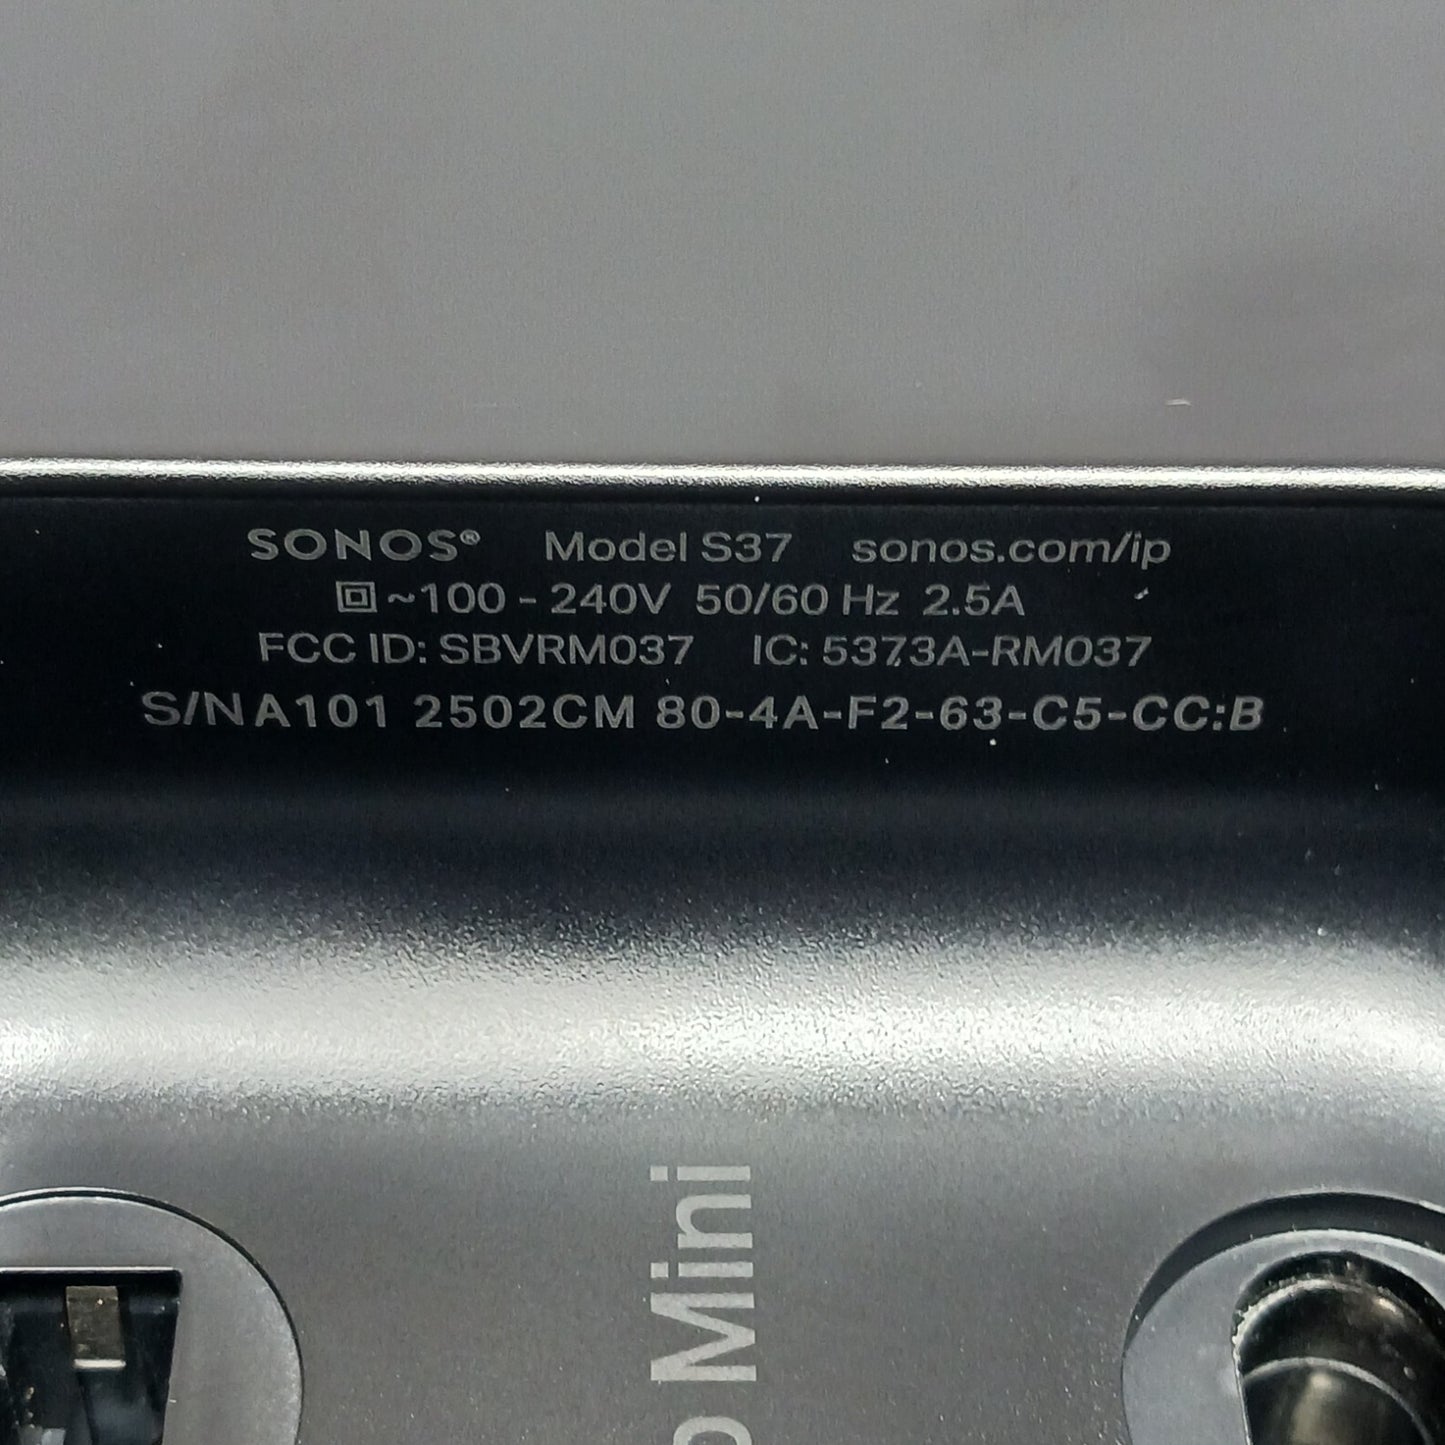 SONOS® Model S37 sonos.com/ip
~100 - 240V 50/60 Hz 2.5A
FCC ID: SBVRM037 IC: 5373A-RM037
S/N A101 2502CM 80-4A-F2-63-C5-CC:B
Mini